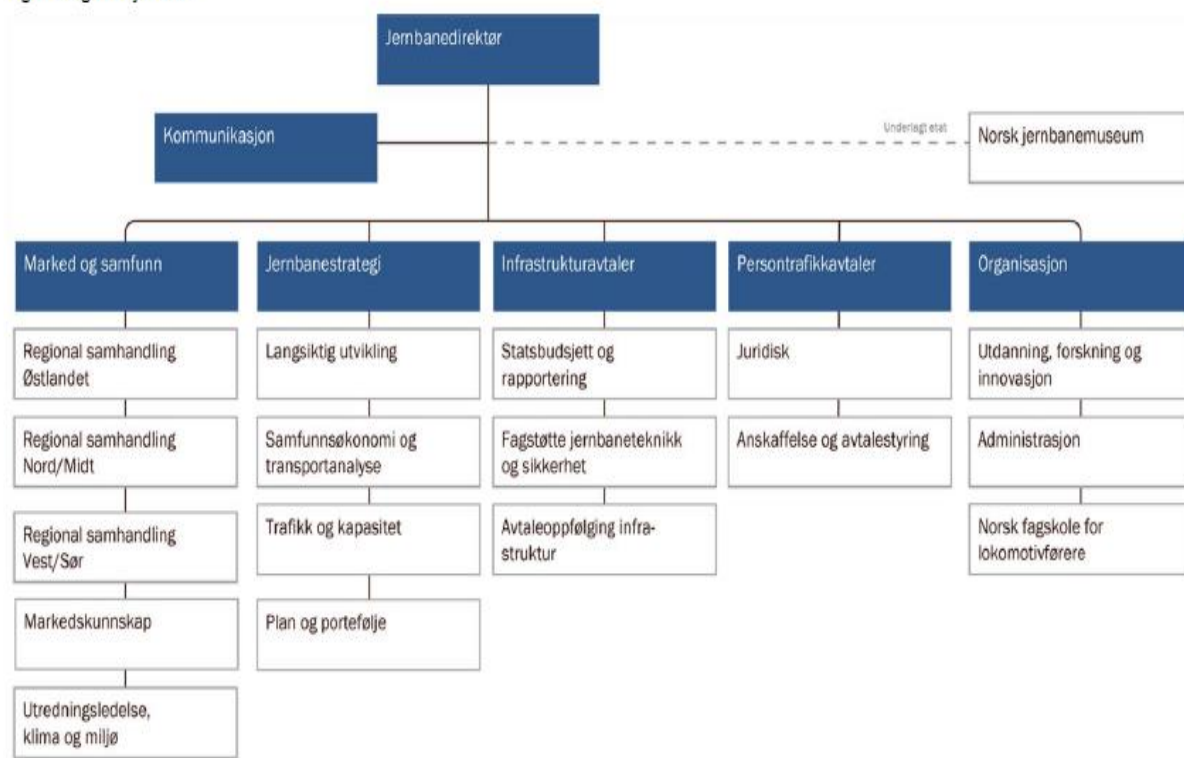 Jernbanedirektør
Kommunikasjon
Underlagt etat
Norsk jernbanemuseum
Marked og samfunn
Regional samhandling
Østlandet
Regional samhandling
Nord/Midt
Regional samhandling
Vest/Sør
Markedskunnskap
Utredningsledelse,
klima og miljø
Jernbanestrategi
Langsiktig utvikling
Samfunnsøkonomi og
transportanalyse
Trafikk og kapasitet
Plan og portefølje
Infrastrukturavtaler
Statsbudsjett og
rapportering
Fagstøtte jernbaneteknikk
og sikkerhet
Avtaleoppfølging infra-
struktur
Persontrafikkavtaler
Juridisk
Anskaffelse og avtalestyring
Organisasjon
Utdanning, forskning og
innovasjon
Administrasjon
Norsk fagskole for
lokomotivførere